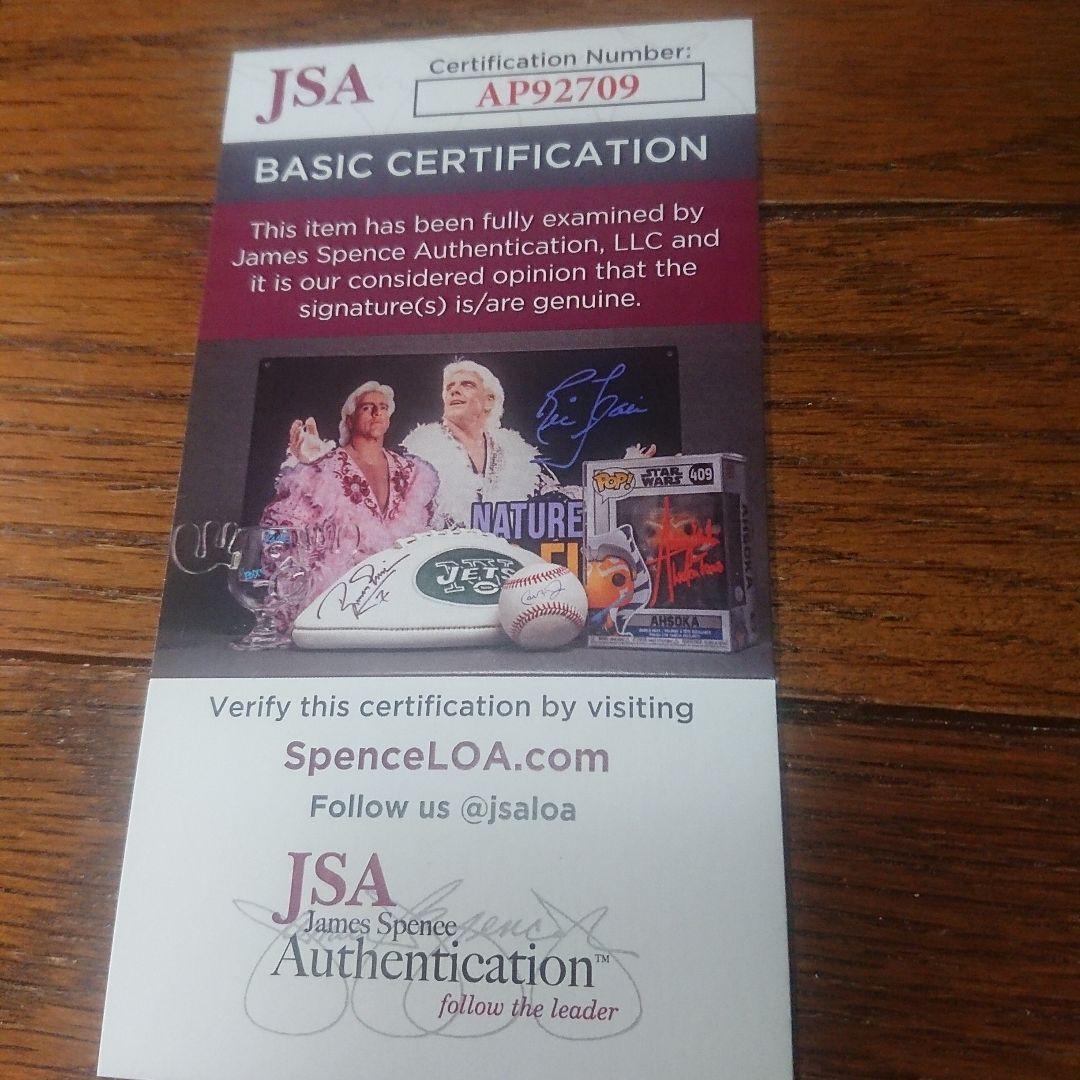 JSA
Certification Number:
AP92709
BASIC CERTIFICATION
This item has been fully examined by
James Spence Authentication, LLC and
it is our considered opinion that the
signature(s) is/are genuine.
NATURE
JETS
POP!
STAR
WARS
409
AHSOKA
AHSOKA
Verify this certification by visiting
SpenceLOA.com
Follow us @jsaloa
JSA
James Spence
Authentication™
follow the leader